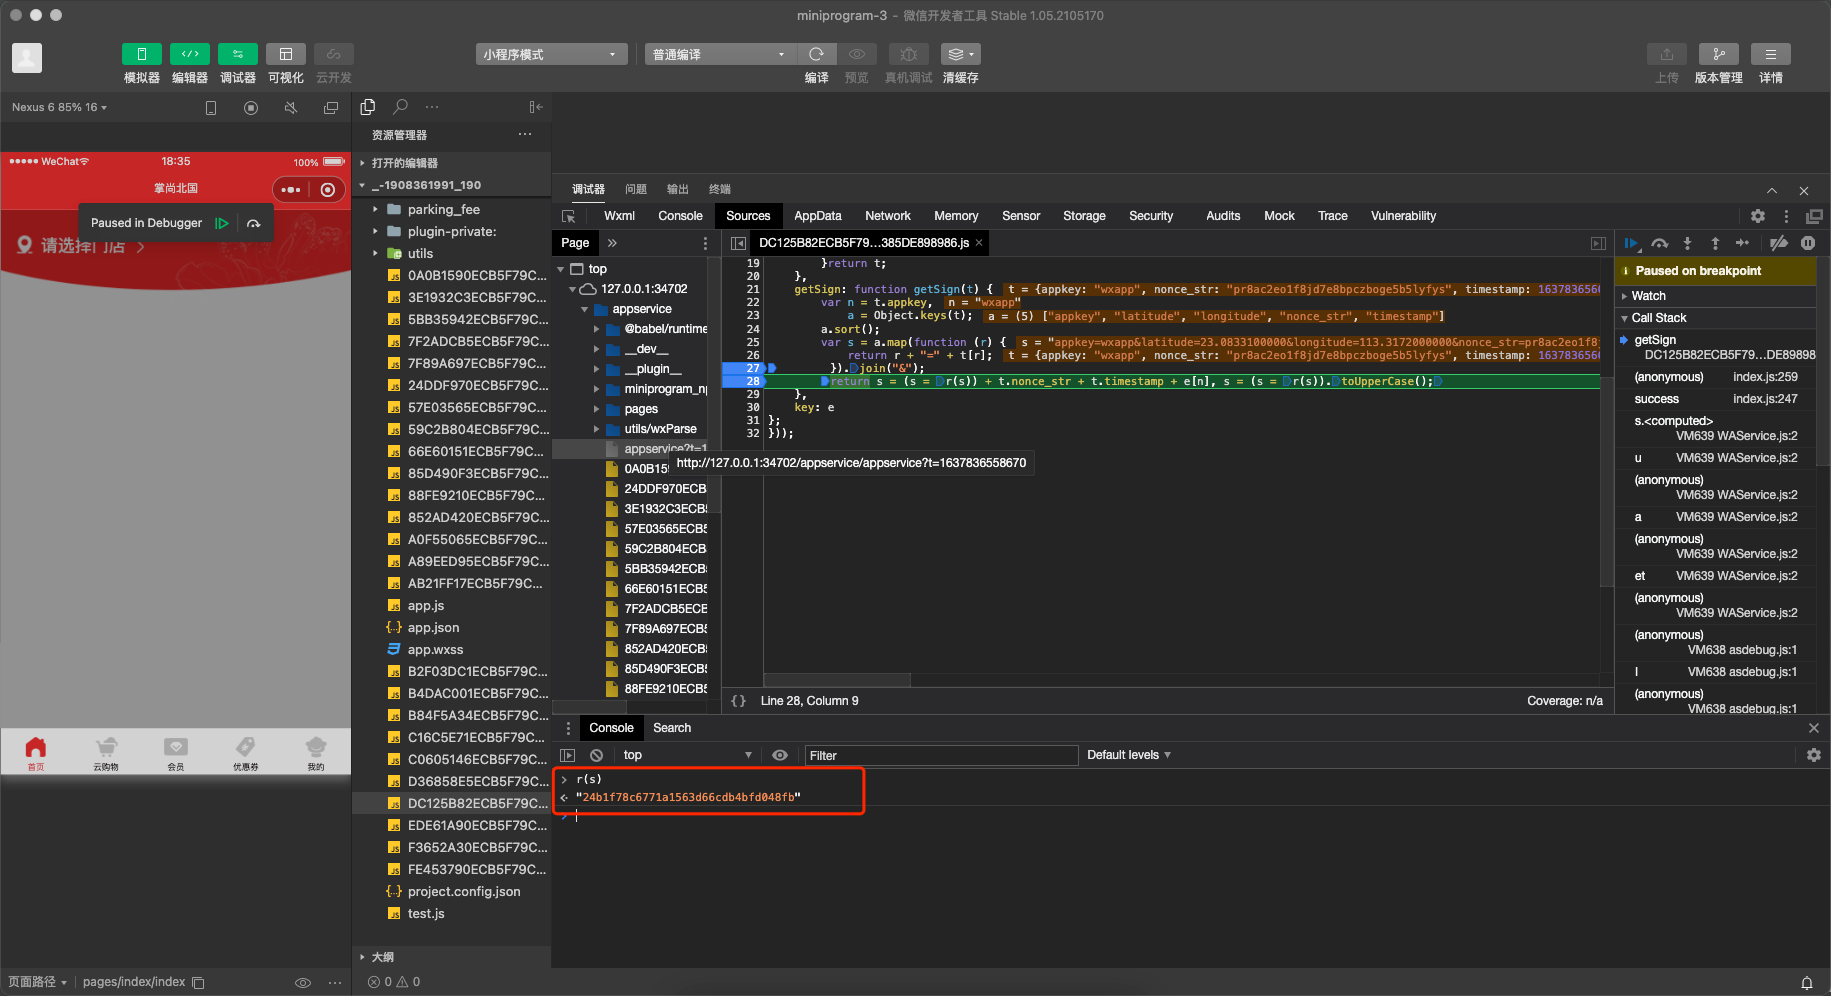 miniprogram-3 - 微信开发者工具 Stable 1.05.2105170
模拟器 编辑器 调试器 可视化 云开发
小程序模式 普通编译
编译 预览 真机调试 清缓存
上传 版本管理 详情
Nexus 6 85% 16
WeChat 18:35 100%
掌尚北国
Paused in Debugger
请选择门店
首页 云购物 会员 优惠券 我的
页面路径 pages/index/index
资源管理器
打开的编辑器
_-1908361991_190
parking_fee
plugin-private:
utils
0A0B1590ECB5F79C...
3E1932C3ECB5F79C...
5BB35942ECB5F79C...
7F2ADCB5ECB5F79C...
7F89A697ECB5F79C...
24DDF970ECB5F79C...
57E03565ECB5F79C...
59C2B804ECB5F79C...
66E60151ECB5F79C...
85D490F3ECB5F79C...
88FE9210ECB5F79C...
852AD420ECB5F79C...
A0F55065ECB5F79C...
A89EED95ECB5F79C...
AB21FF17ECB5F79C...
app.js
app.json
app.wxss
B2F03DC1ECB5F79C...
B4DAC001ECB5F79C...
B84F5A34ECB5F79C...
C16C5E71ECB5F79C...
C0605146ECB5F79C...
D36858E5ECB5F79C...
DC125B82ECB5F79C...
EDE61A90ECB5F79C...
F3652A30ECB5F79C...
FE453790ECB5F79C...
project.config.json
test.js
大纲
0 0
调试器 问题 输出 终端
Wxml Console Sources AppData Network Memory Sensor Storage Security Audits Mock Trace Vulnerability
Page »
top
127.0.0.1:34702
appservice
@babel/runtime
__dev__
__plugin__
miniprogram_np
pages
utils/wxParse
appservice?t=1
0A0B159
24DDF970ECB
3E1932C3ECB5
57E03565ECB5
59C2B804ECB
5BB35942ECB5
66E60151ECB5
7F2ADCB5ECB
7F89A697ECB5
852AD420ECB5
85D490F3ECB5
88FE9210ECB5
http://127.0.0.1:34702/appservice/appservice?t=1637836558670
DC125B82ECB5F79...385DE898986.js ×
19 }return t;
20 },
21 getSign: function getSign(t) { t = {appkey: "wxapp", nonce_str: "pr8ac2eo1f8jd7e8bpczboge5b5lyfys", timestamp: 163783656
22 var n = t.appkey, n = "wxapp"
23 a = Object.keys(t); a = (5) ["appkey", "latitude", "longitude", "nonce_str", "timestamp"]
24 a.sort();
25 var s = a.map(function (r) { s = "appkey=wxapp&latitude=23.0833100000&longitude=113.3172000000&nonce_str=pr8ac2eo1f8j
26 return r + "=" + t[r]; t = {appkey: "wxapp", nonce_str: "pr8ac2eo1f8jd7e8bpczboge5b5lyfys", timestamp: 163783656
27 }).join("&");
28 return s = (s = r(s)) + t.nonce_str + t.timestamp + e[n], s = (s = r(s)).toUpperCase();
29 },
30 key: e
31 };
32 }));
{} Line 28, Column 9 Coverage: n/a
Paused on breakpoint
Watch
Call Stack
getSign
DC125B82ECB5F79...DE898986
(anonymous) index.js:259
success index.js:247
s.<computed>
VM639 WAService.js:2
u VM639 WAService.js:2
(anonymous)
VM639 WAService.js:2
a VM639 WAService.js:2
(anonymous)
VM639 WAService.js:2
et VM639 WAService.js:2
(anonymous)
VM639 WAService.js:2
(anonymous)
VM638 asdebug.js:1
l VM638 asdebug.js:1
(anonymous)
VM638 asdebug.js:1
Console Search
top Filter Default levels
> r(s)
"24b1f78c6771a1563d66cdb4bfd048fb"
>